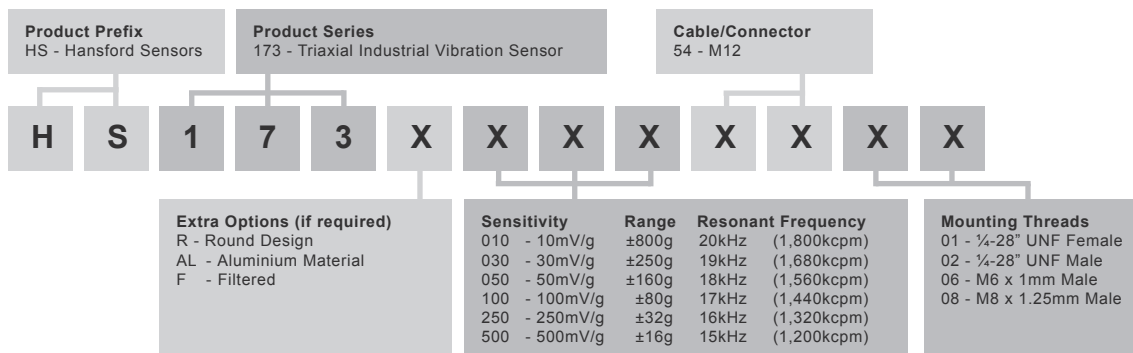 Product Prefix
HS - Hansford Sensors
Product Series
173 - Triaxial Industrial Vibration Sensor
Cable/Connector
54 - M12
H S 1 7 3 X X X X X X X X
Extra Options (if required)
R - Round Design
AL - Aluminium Material
F - Filtered
Sensitivity Range Resonant Frequency
010 - 10mV/g ±800g 20kHz (1,800kcpm)
030 - 30mV/g ±250g 19kHz (1,680kcpm)
050 - 50mV/g ±160g 18kHz (1,560kcpm)
100 - 100mV/g ±80g 17kHz (1,440kcpm)
250 - 250mV/g ±32g 16kHz (1,320kcpm)
500 - 500mV/g ±16g 15kHz (1,200kcpm)
Mounting Threads
01 - ¼-28” UNF Female
02 - ¼-28” UNF Male
06 - M6 x 1mm Male
08 - M8 x 1.25mm Male